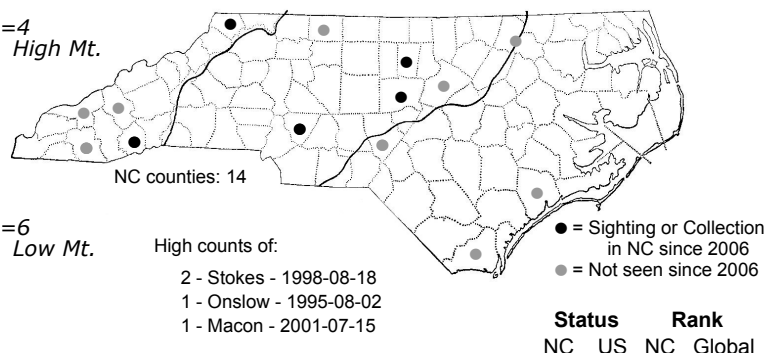 =4
High Mt.
NC counties: 14
=6
Low Mt.
High counts of:
2 - Stokes - 1998-08-18
1 - Onslow - 1995-08-02
1 - Macon - 2001-07-15
● = Sighting or Collection
in NC since 2006
● = Not seen since 2006
Status Rank
NC US NC Global